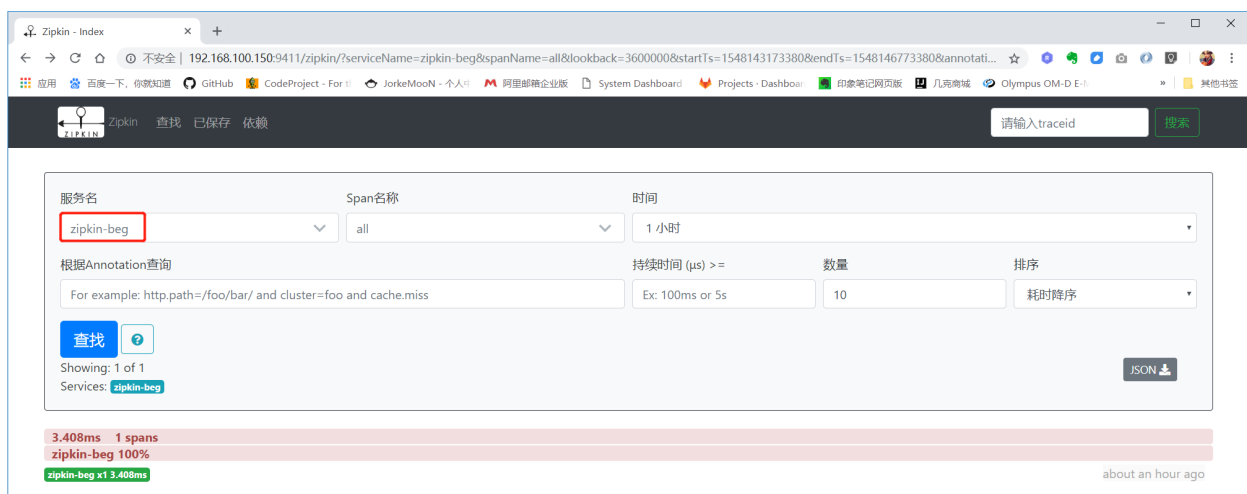 Zipkin - Index
不安全 | 192.168.100.150:9411/zipkin/?serviceName=zipkin-beg&spanName=all&lookback=3600000&startTs=1548143173380&endTs=1548146773380&annotati...
应用 百度一下，你就知道 GitHub CodeProject - For t JorkeMooN - 个人中 阿里邮箱企业版 System Dashboard Projects · Dashboar 印象笔记网页版 几克商城 Olympus OM-D E-M » 其他书签
ZIPKIN Zipkin 查找 已保存 依赖 请输入traceid 搜索
服务名 Span名称 时间
zipkin-beg all 1 小时
根据Annotation查询 持续时间 (μs) >= 数量 排序
For example: http.path=/foo/bar/ and cluster=foo and cache.miss Ex: 100ms or 5s 10 耗时降序
查找
Showing: 1 of 1
Services: zipkin-beg JSON
3.408ms 1 spans
zipkin-beg 100%
zipkin-beg x1 3.408ms about an hour ago